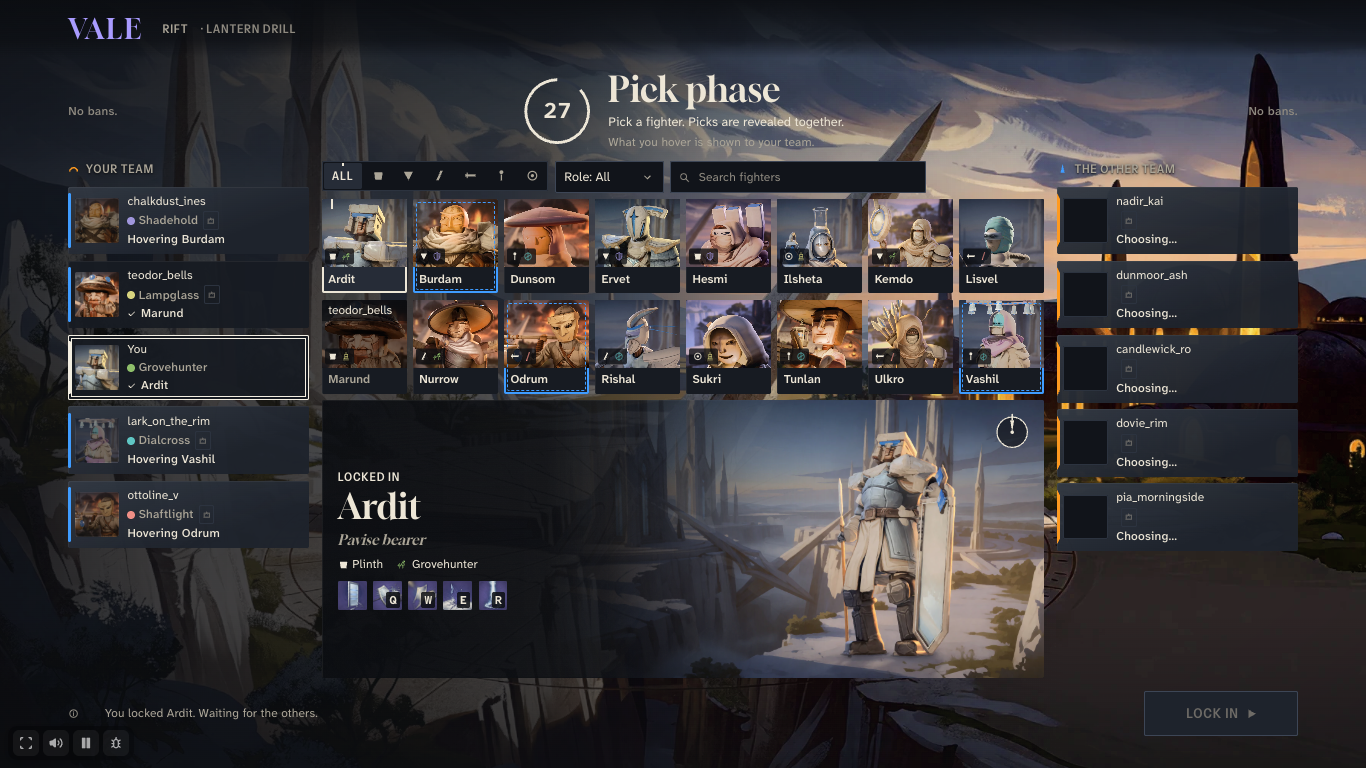 VALE
RIFT · LANTERN DRILL
27
Pick phase
Pick a fighter. Picks are revealed together.
What you hover is shown to your team.
No bans.
No bans.
YOUR TEAM
chalkdust_ines
Shadehold
Hovering Burdam
teodor_bells
Lampglass
Marund
You
Grovehunter
Ardit
lark_on_the_rim
Dialcross
Hovering Vashil
ottoline_v
Shaftlight
Hovering Odrum
ALL
Role: All
Search fighters
Ardit
Burdam
Dunsom
Ervet
Hesmi
Ilsheta
Kemdo
Lisvel
teodor_bells
Marund
Nurrow
Odrum
Rishal
Sukri
Tunlan
Ulkro
Vashil
LOCKED IN
Ardit
Pavise bearer
Plinth Grovehunter
Q W E R
THE OTHER TEAM
nadir_kai
Choosing...
dunmoor_ash
Choosing...
candlewick_ro
Choosing...
dovie_rim
Choosing...
pia_morningside
Choosing...
You locked Ardit. Waiting for the others.
LOCK IN